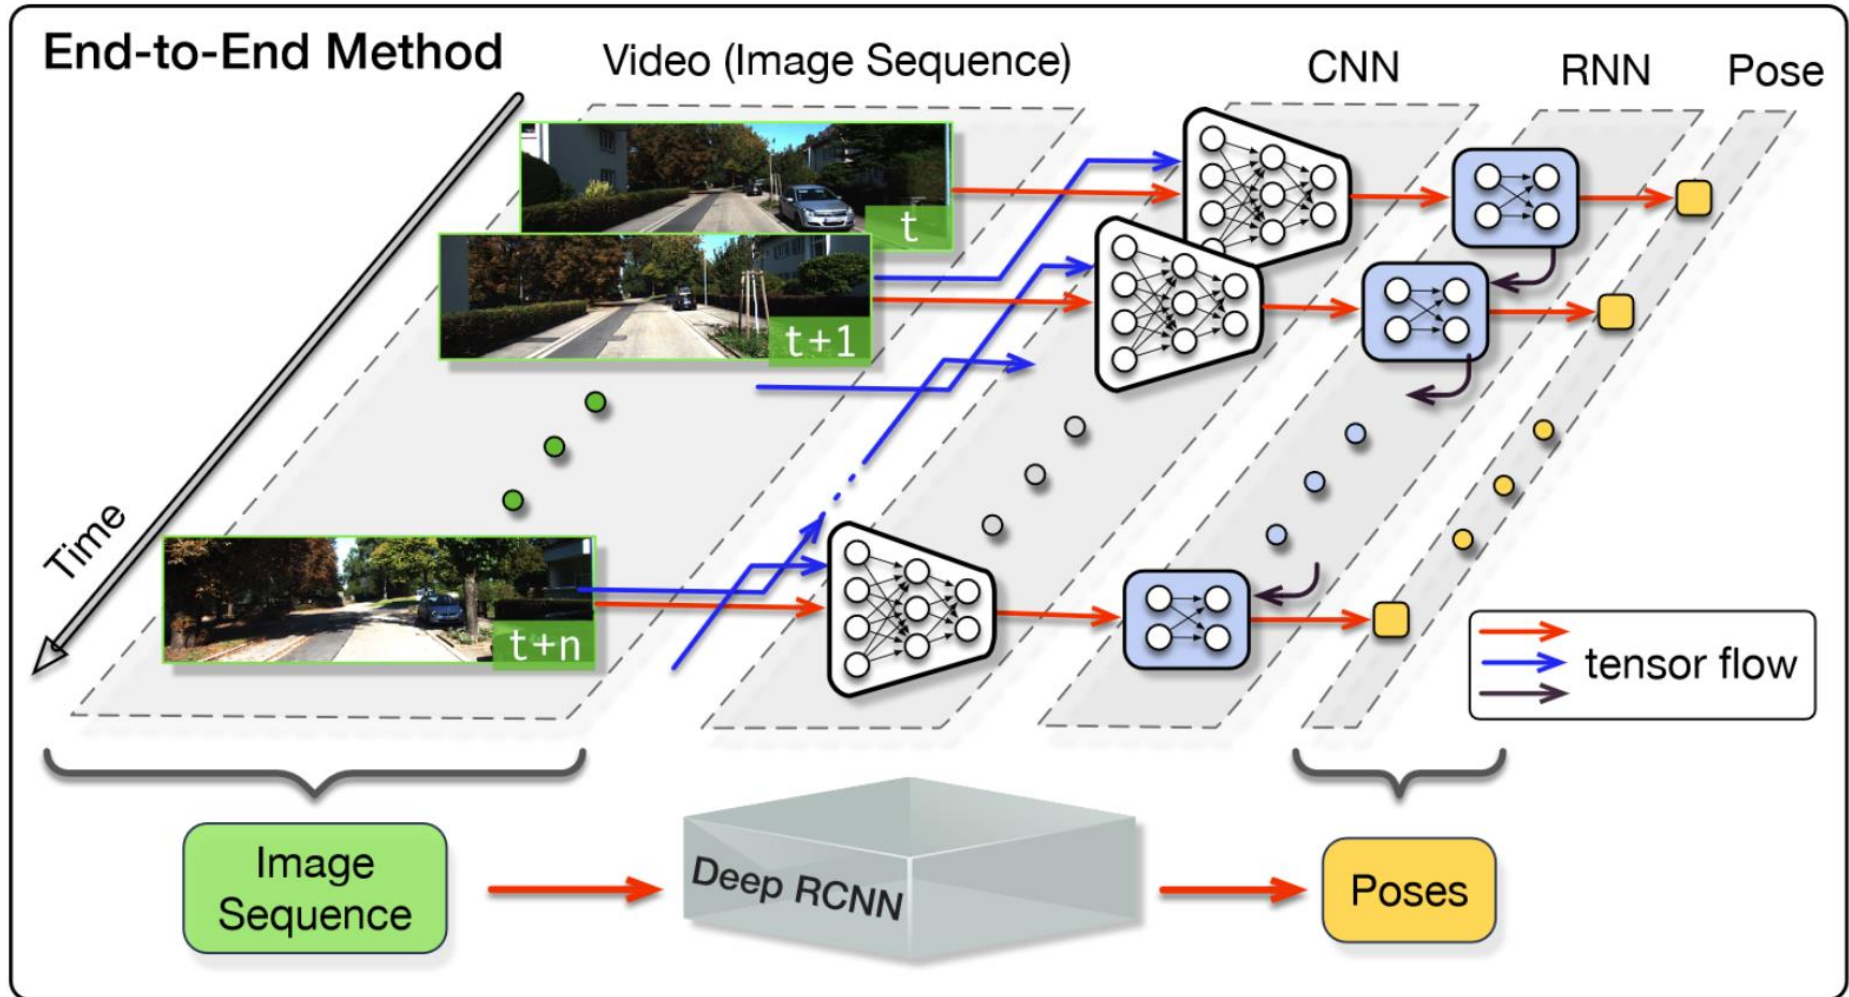 End-to-End Method
Video (Image Sequence)
CNN
RNN
Pose
t
t+1
Time
t+n
tensor flow
Image
Sequence
Deep RCNN
Poses